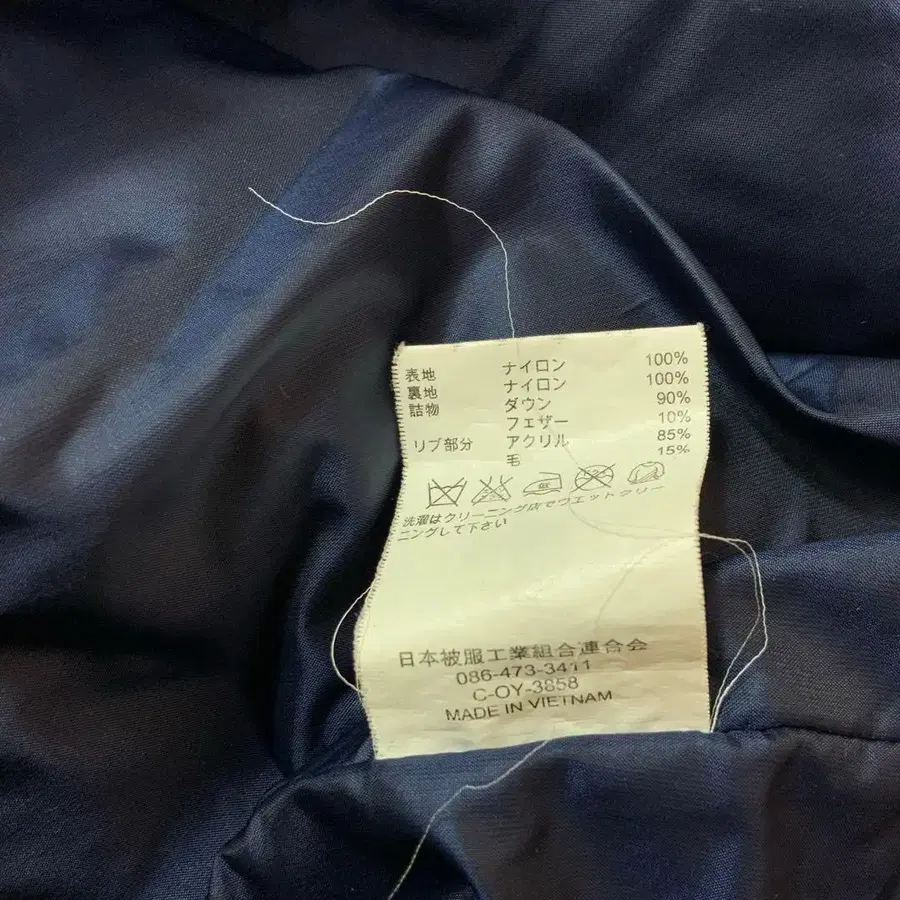 表地 ナイロン 100%
裏地 ナイロン 100%
詰物 ダウン 90%
フェザー 10%
リブ部分 アクリル 85%
毛 15%
洗濯はクリーニング店でウエットクリー
ニングして下さい
日本被服工業組合連合会
086-473-3411
C-OY-3858
MADE IN VIETNAM